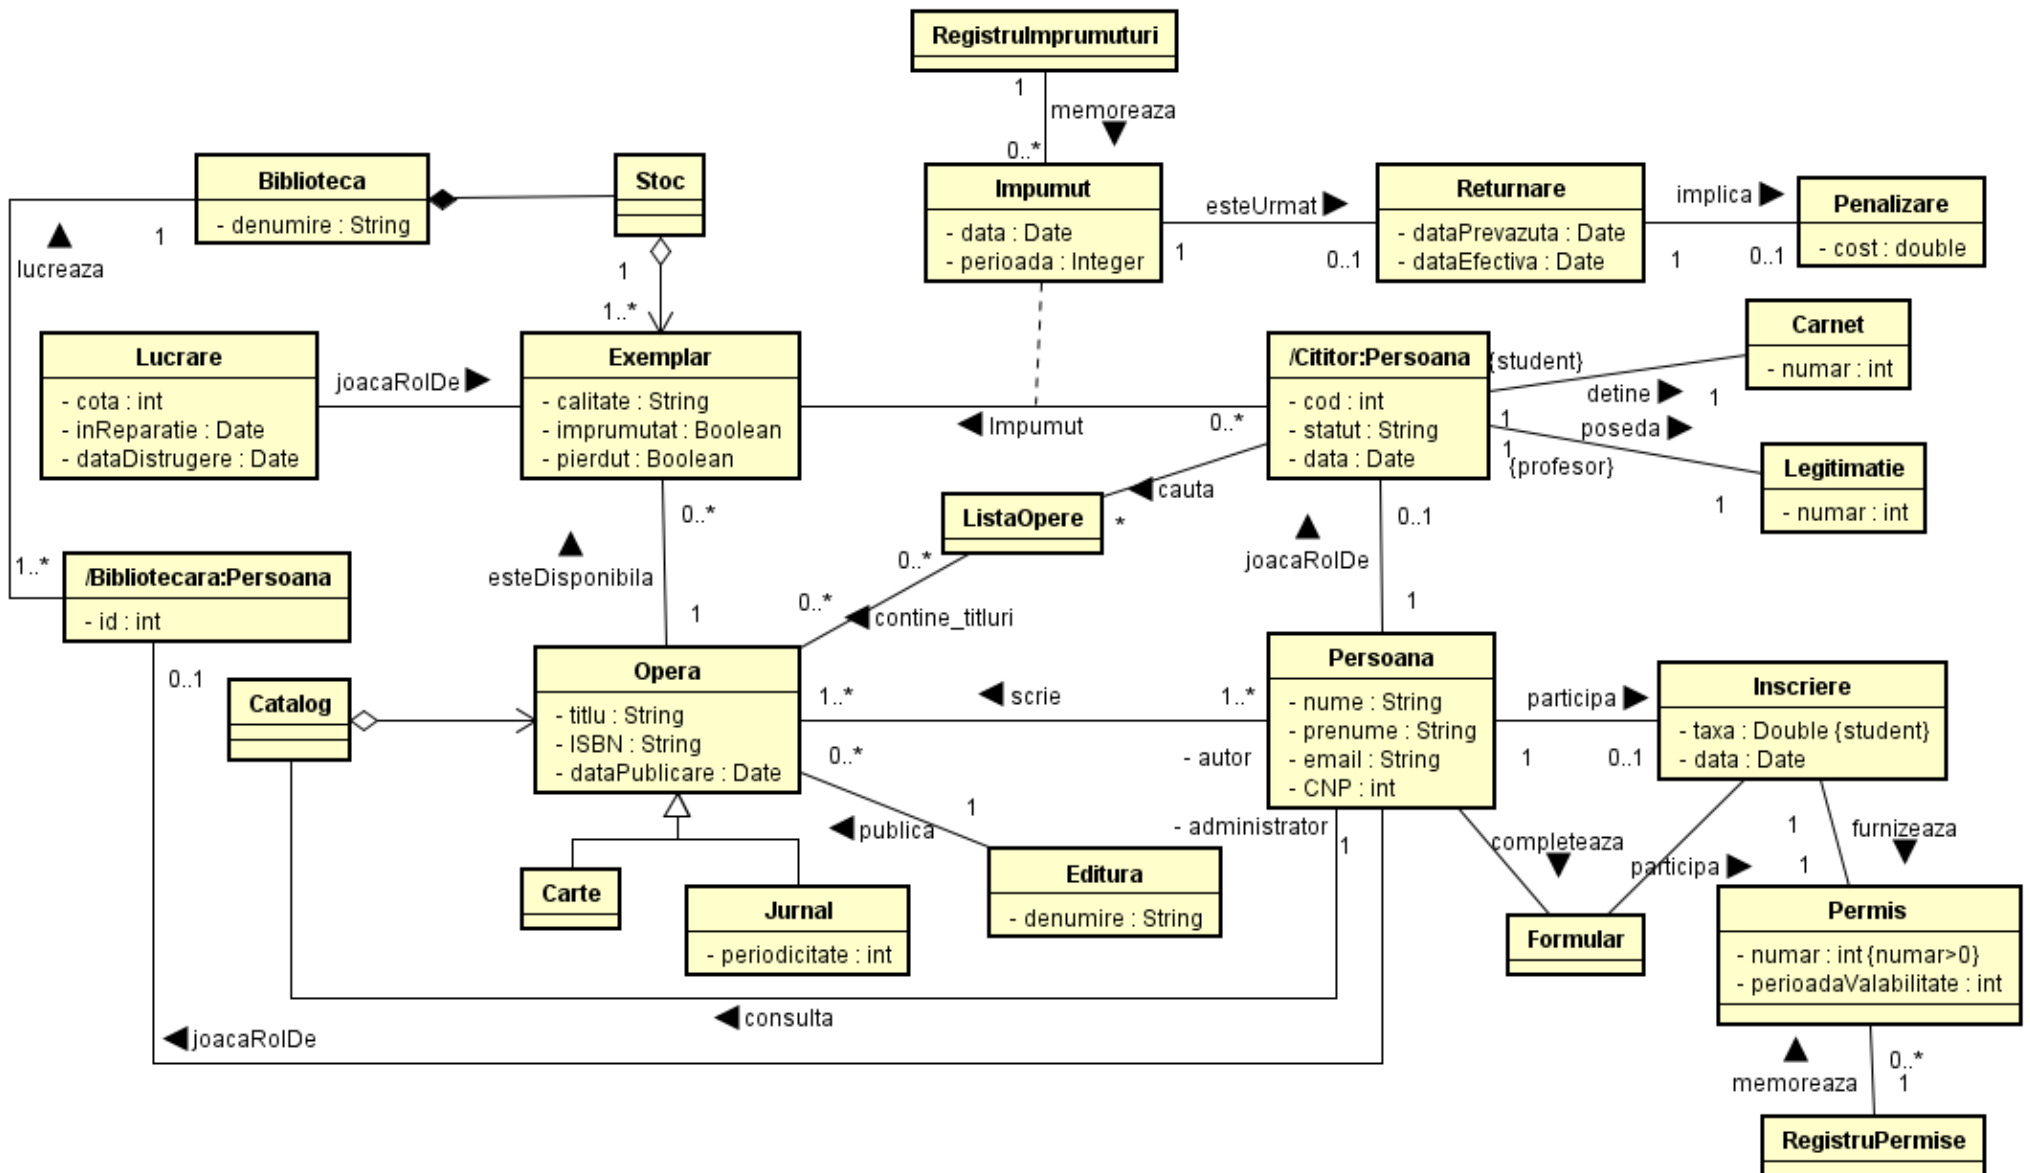 RegistruImprumuturi
1
memoreaza
0..*
Biblioteca
- denumire : String
Stoc
Impumut
- data : Date
- perioada : Integer
esteUrmat
1
0..1
Returnare
- dataPrevazuta : Date
- dataEfectiva : Date
implica
1
0..1
Penalizare
- cost : double
1
lucreaza
1
1..*
Lucrare
- cota : int
- inReparatie : Date
- dataDistrugere : Date
joacaRolDe
Exemplar
- calitate : String
- imprumutat : Boolean
- pierdut : Boolean
Impumut
0..*
/Cititor:Persoana
- cod : int
- statut : String
- data : Date
{student}
detine
1
1
Carnet
- numar : int
poseda
1
{profesor}
1
Legitimatie
- numar : int
cauta
*
ListaOpere
0..*
0..*
contine_titluri
0..*
esteDisponibila
1
0..1
joacaRolDe
1
1..*
/Bibliotecara:Persoana
- id : int
0..1
Catalog
Opera
- titlu : String
- ISBN : String
- dataPublicare : Date
1..*
scrie
1..*
- autor
Persoana
- nume : String
- prenume : String
- email : String
- CNP : int
participa
1
0..1
Inscriere
- taxa : Double {student}
- data : Date
0..*
publica
1
Editura
- denumire : String
- administrator
1
completeaza
participa
Formular
1
furnizeaza
1
Permis
- numar : int {numar>0}
- perioadaValabilitate : int
Carte
Jurnal
- periodicitate : int
consulta
joacaRolDe
memoreaza
0..*
1
RegistruPermise